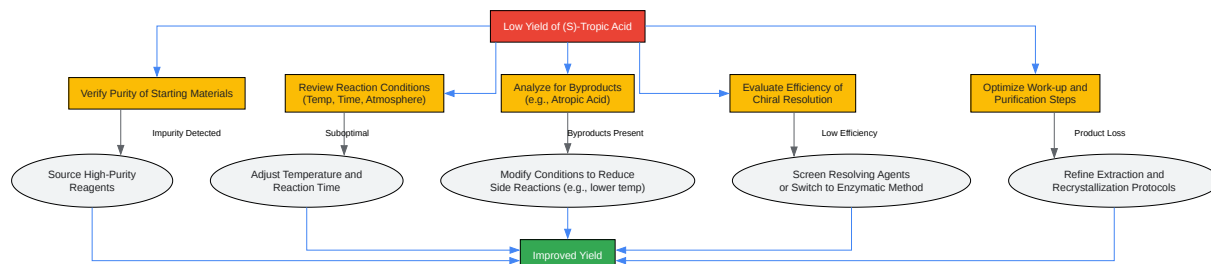 Low Yield of (S)-Tropic Acid
Verify Purity of Starting Materials
Review Reaction Conditions
(Temp, Time, Atmosphere)
Analyze for Byproducts
(e.g., Atropic Acid)
Evaluate Efficiency of
Chiral Resolution
Optimize Work-up and
Purification Steps
Impurity Detected
Suboptimal
Byproducts Present
Low Efficiency
Product Loss
Source High-Purity
Reagents
Adjust Temperature and
Reaction Time
Modify Conditions to Reduce
Side Reactions (e.g., lower temp)
Screen Resolving Agents
or Switch to Enzymatic Method
Refine Extraction and
Recrystallization Protocols
Improved Yield